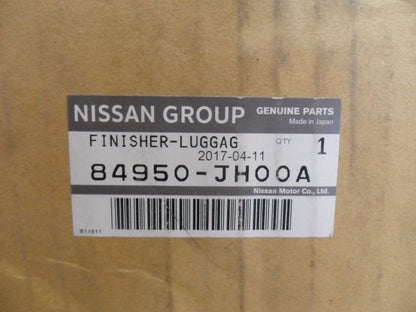 NISSAN GROUP GENUINE PARTS
Made in Japan
FINISHER-LUGGAG QTY 1
2017-04-11
84950-JH00A
Nissan Motor Co., Ltd.